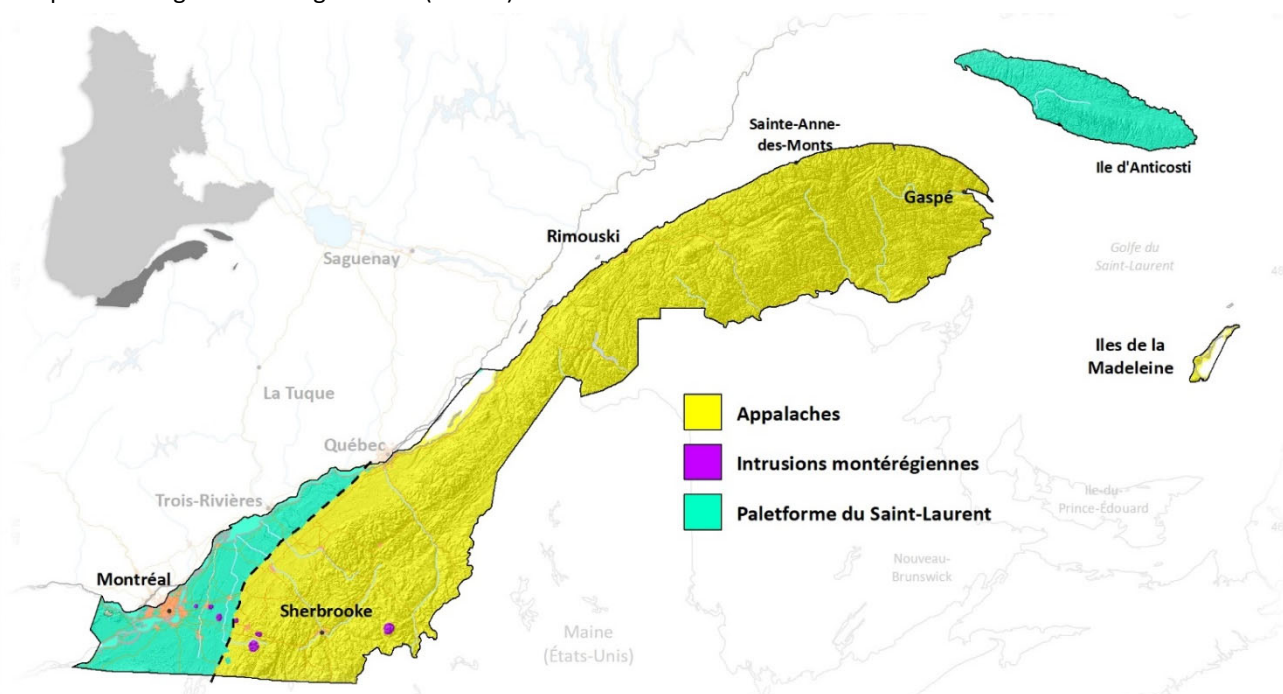 Sainte-Anne-
des-Monts
Ile d'Anticosti
Gaspé
Rimouski
Golfe du
Saint-Laurent
Saguenay
Iles de la
Madeleine
La Tuque
Appalaches
Québec
Intrusions montérégiennes
Trois-Rivières
Ile-du-
Prince-Édouard
Paletforme du Saint-Laurent
Nouveau-
Brunswick
Montréal
Sherbrooke
Maine
(États-Unis)